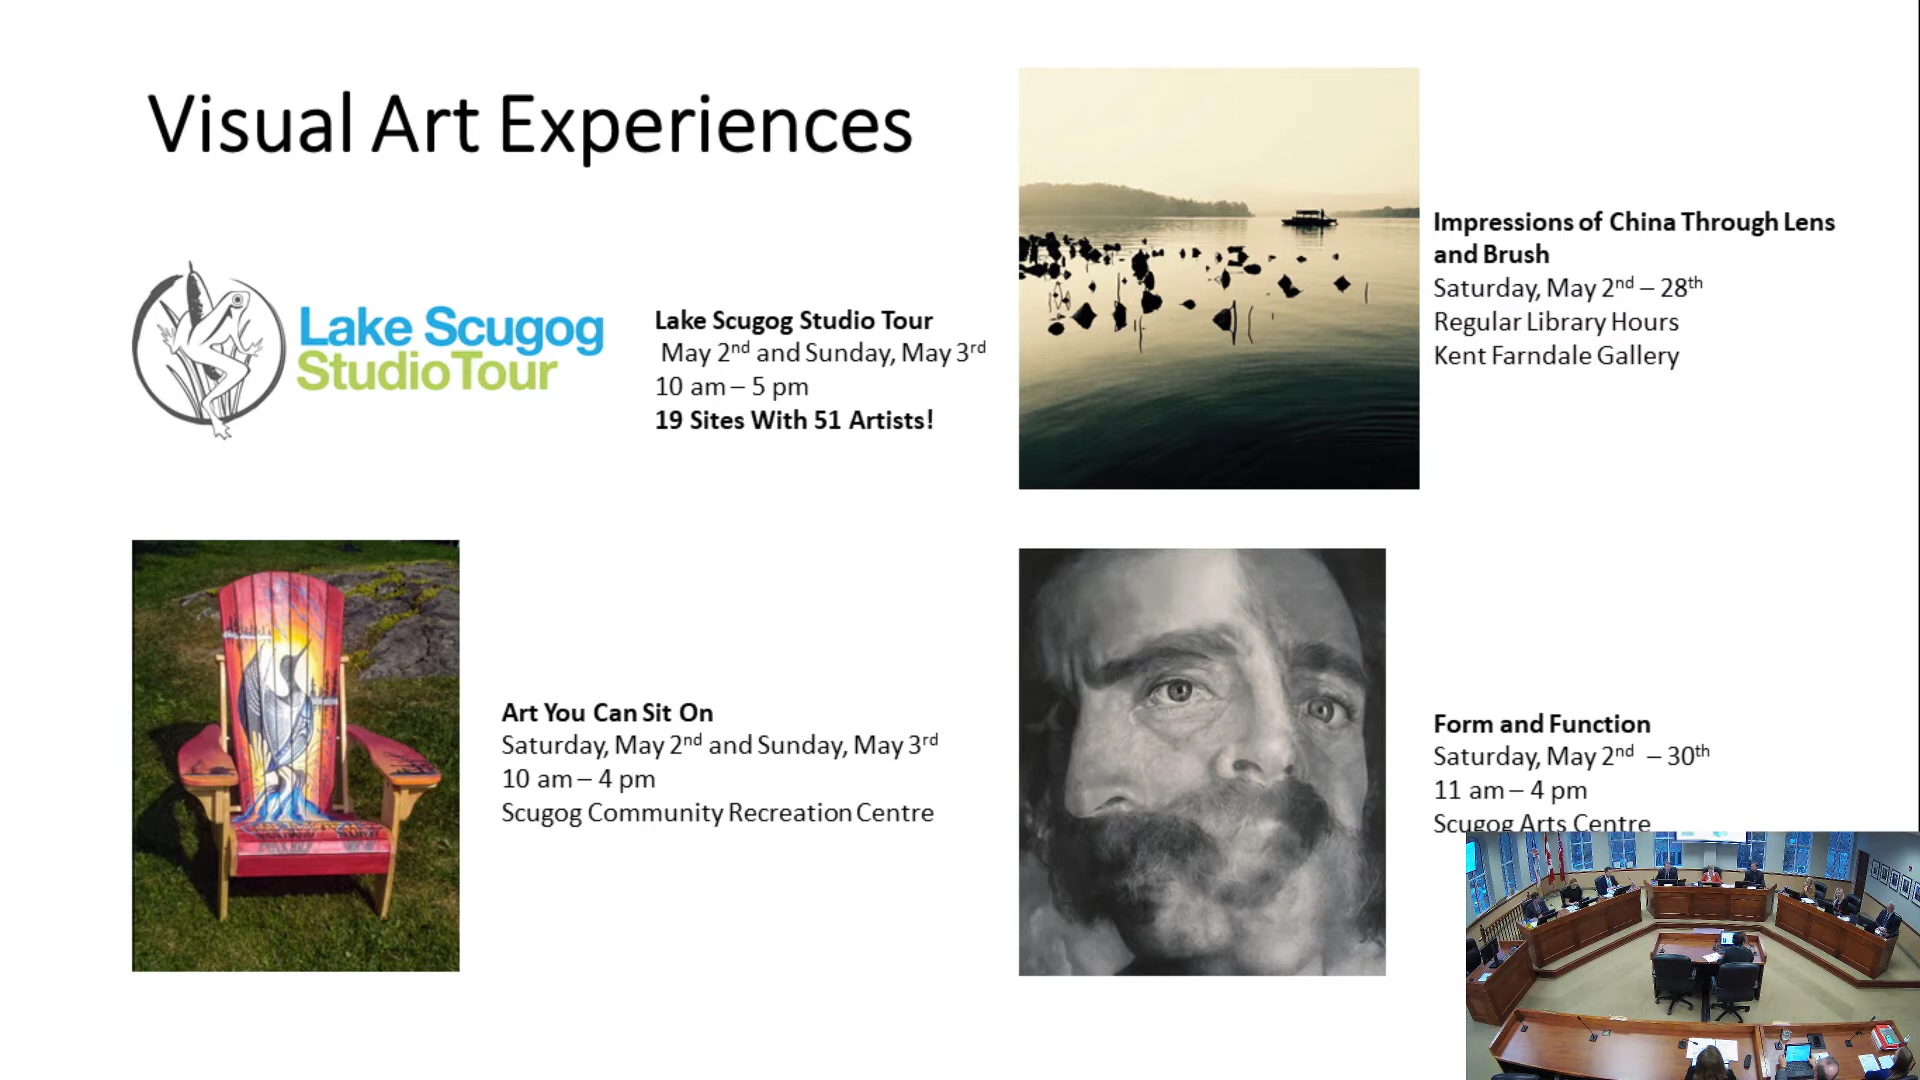 Visual Art Experiences
Lake Scugog
Studio Tour
Lake Scugog Studio Tour
May 2nd and Sunday, May 3rd
10 am – 5 pm
19 Sites With 51 Artists!
Impressions of China Through Lens
and Brush
Saturday, May 2nd – 28th
Regular Library Hours
Kent Farndale Gallery
Art You Can Sit On
Saturday, May 2nd and Sunday, May 3rd
10 am – 4 pm
Scugog Community Recreation Centre
Form and Function
Saturday, May 2nd – 30th
11 am – 4 pm
Scugog Arts Centre